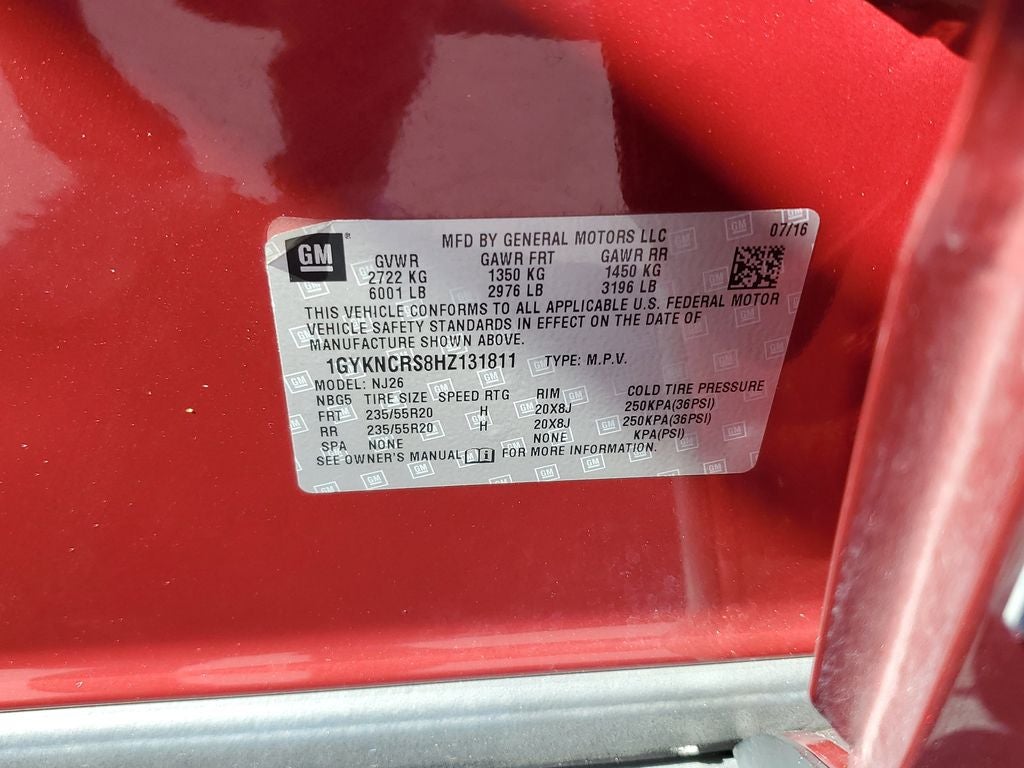 GM
MFD BY GENERAL MOTORS LLC 07/16
GVWR GAWR FRT GAWR RR
2722 KG 1350 KG 1450 KG
6001 LB 2976 LB 3196 LB
THIS VEHICLE CONFORMS TO ALL APPLICABLE U.S. FEDERAL MOTOR
VEHICLE SAFETY STANDARDS IN EFFECT ON THE DATE OF
MANUFACTURE SHOWN ABOVE.
1GYKNCRS8HZ131811 TYPE: M.P.V.
MODEL: NJ26
NBG5 TIRE SIZE SPEED RTG RIM COLD TIRE PRESSURE
FRT 235/55R20 H 20X8J 250KPA(36PSI)
RR 235/55R20 H 20X8J 250KPA(36PSI)
SPA NONE NONE KPA(PSI)
SEE OWNER'S MANUAL FOR MORE INFORMATION.